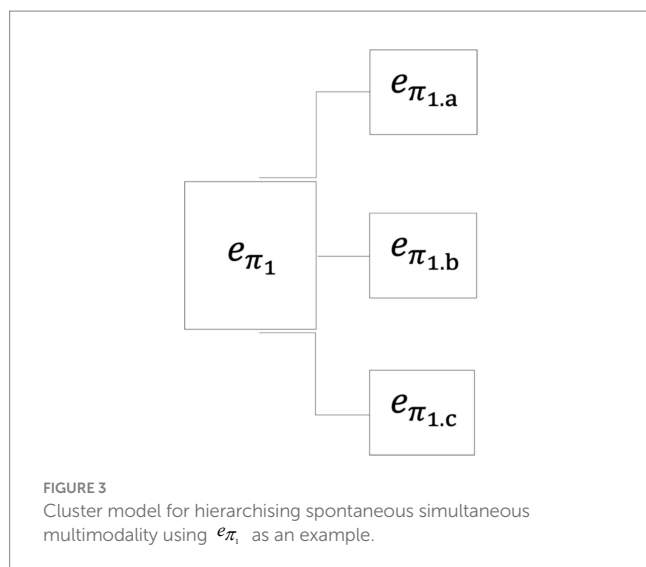 e_{π_{1.a}}
e_{π_1}
e_{π_{1.b}}
e_{π_{1.c}}
FIGURE 3
Cluster model for hierarchising spontaneous simultaneous
multimodality using e_{π_1} as an example.